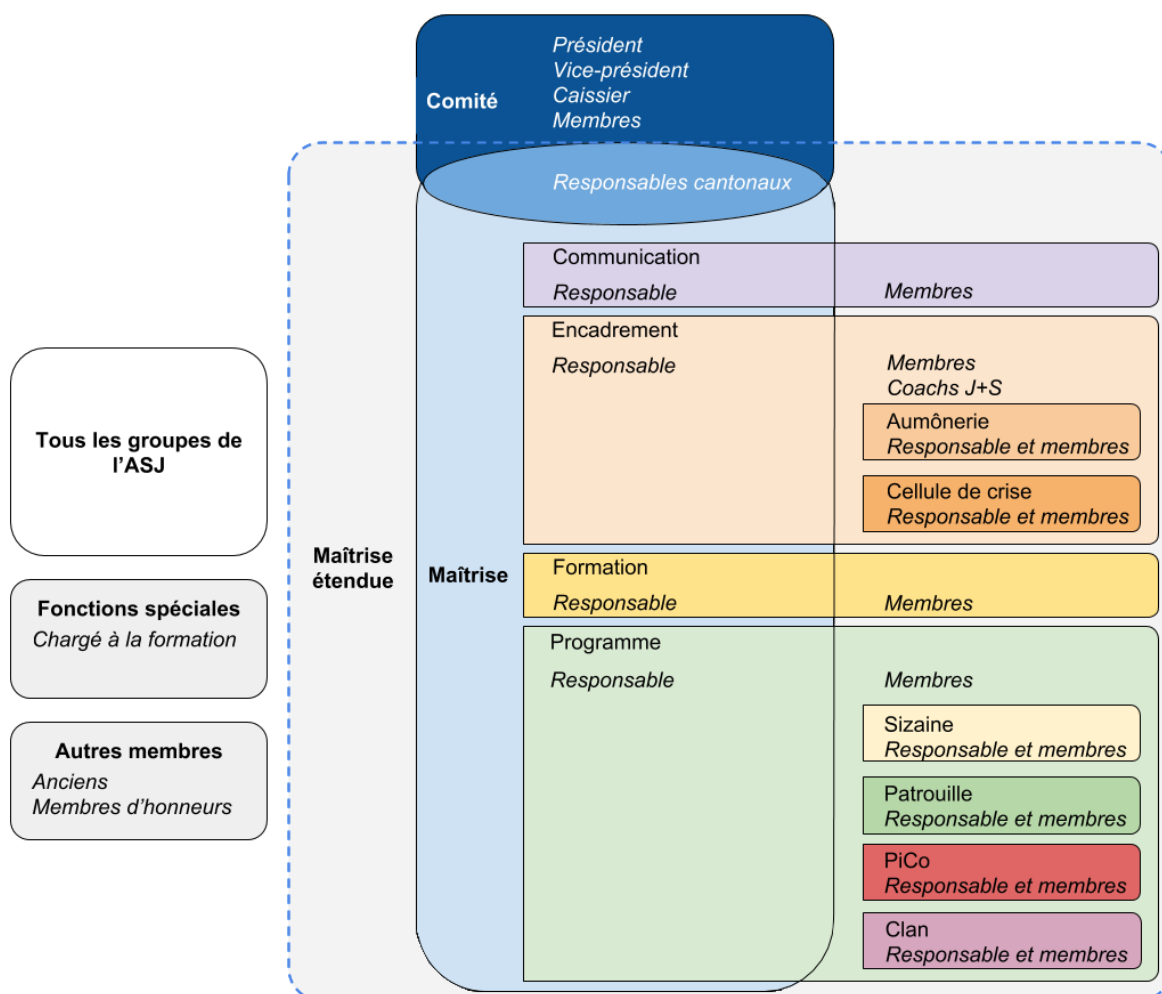 Président
Vice-président
Caissier
Membres
Comité
Responsables cantonaux
Communication
Responsable
Membres
Encadrement
Responsable
Membres
Coachs J+S
Aumônerie
Responsable et membres
Cellule de crise
Responsable et membres
Tous les groupes de
l'ASJ
Maîtrise
étendue
Maîtrise
Formation
Responsable
Membres
Fonctions spéciales
Chargé à la formation
Programme
Responsable
Membres
Sizaine
Responsable et membres
Autres membres
Anciens
Membres d'honneurs
Patrouille
Responsable et membres
PiCo
Responsable et membres
Clan
Responsable et membres